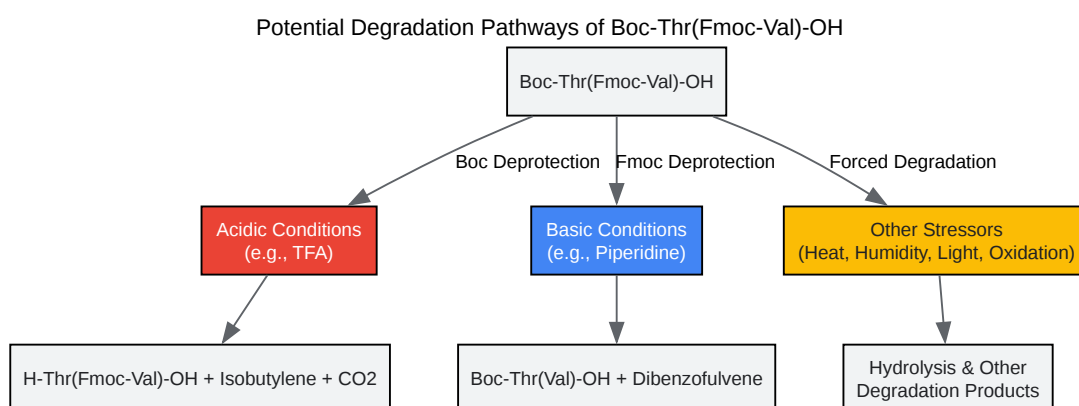 Potential Degradation Pathways of Boc-Thr(Fmoc-Val)-OH
Boc-Thr(Fmoc-Val)-OH
Boc Deprotection
Fmoc Deprotection
Forced Degradation
Acidic Conditions
(e.g., TFA)
Basic Conditions
(e.g., Piperidine)
Other Stressors
(Heat, Humidity, Light, Oxidation)
H-Thr(Fmoc-Val)-OH + Isobutylene + CO2
Boc-Thr(Val)-OH + Dibenzofulvene
Hydrolysis & Other
Degradation Products